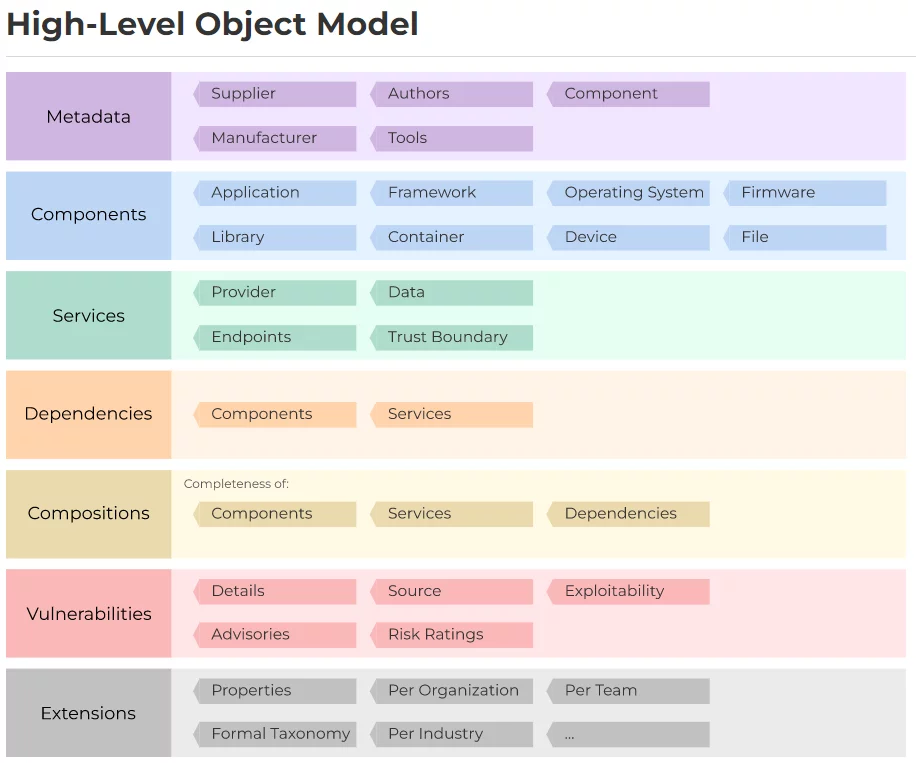 High-Level Object Model
Metadata
Supplier
Authors
Component
Manufacturer
Tools
Components
Application
Framework
Operating System
Firmware
Library
Container
Device
File
Services
Provider
Data
Endpoints
Trust Boundary
Dependencies
Components
Services
Compositions
Completeness of:
Components
Services
Dependencies
Vulnerabilities
Details
Source
Exploitability
Advisories
Risk Ratings
Extensions
Properties
Per Organization
Per Team
Formal Taxonomy
Per Industry
...